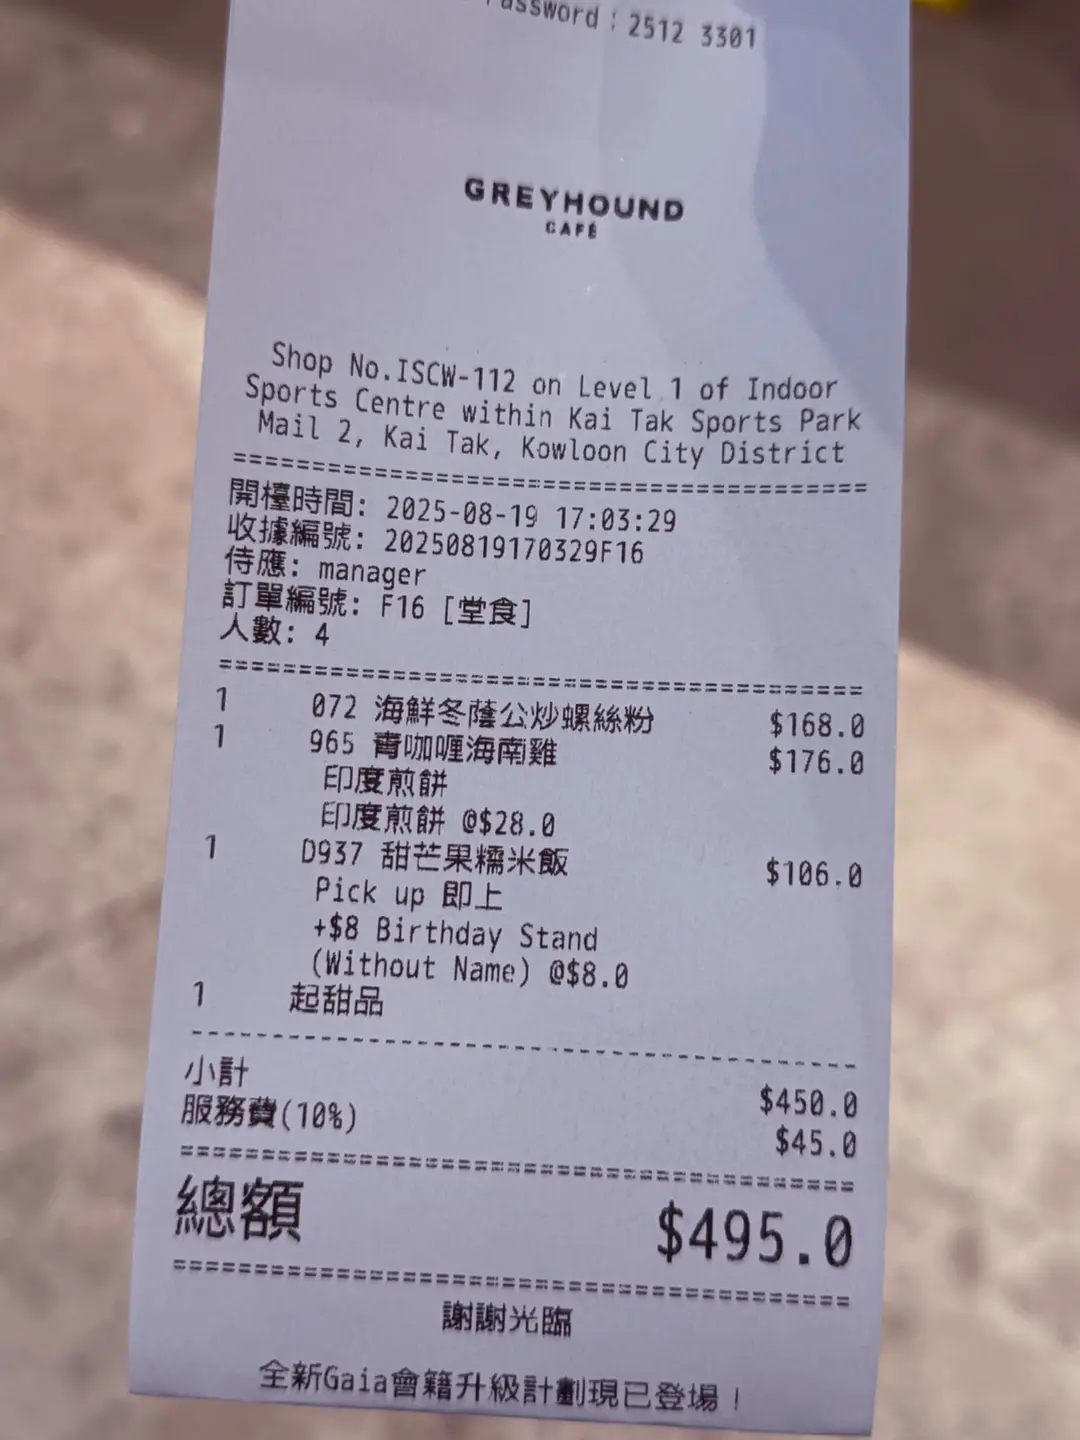 Password : 2512 3301
GREYHOUND
CAFÉ
Shop No.ISCW-112 on Level 1 of Indoor
Sports Centre within Kai Tak Sports Park
Mail 2, Kai Tak, Kowloon City District
========================================
開檯時間: 2025-08-19 17:03:29
收據編號: 20250819170329F16
侍應: manager
訂單編號: F16 [堂食]
人數: 4
========================================
1 072 海鮮冬蔭公炒螺絲粉 $168.0
1 965 青咖喱海南雞 $176.0
印度煎餅
印度煎餅 @$28.0
1 D937 甜芒果糯米飯 $106.0
Pick up 即上
+$8 Birthday Stand
(Without Name) @$8.0
1 起甜品
----------------------------------------
小計 $450.0
服務費(10%) $45.0
========================================
總額 $495.0
========================================
謝謝光臨
全新Gaia會籍升級計劃現已登場！